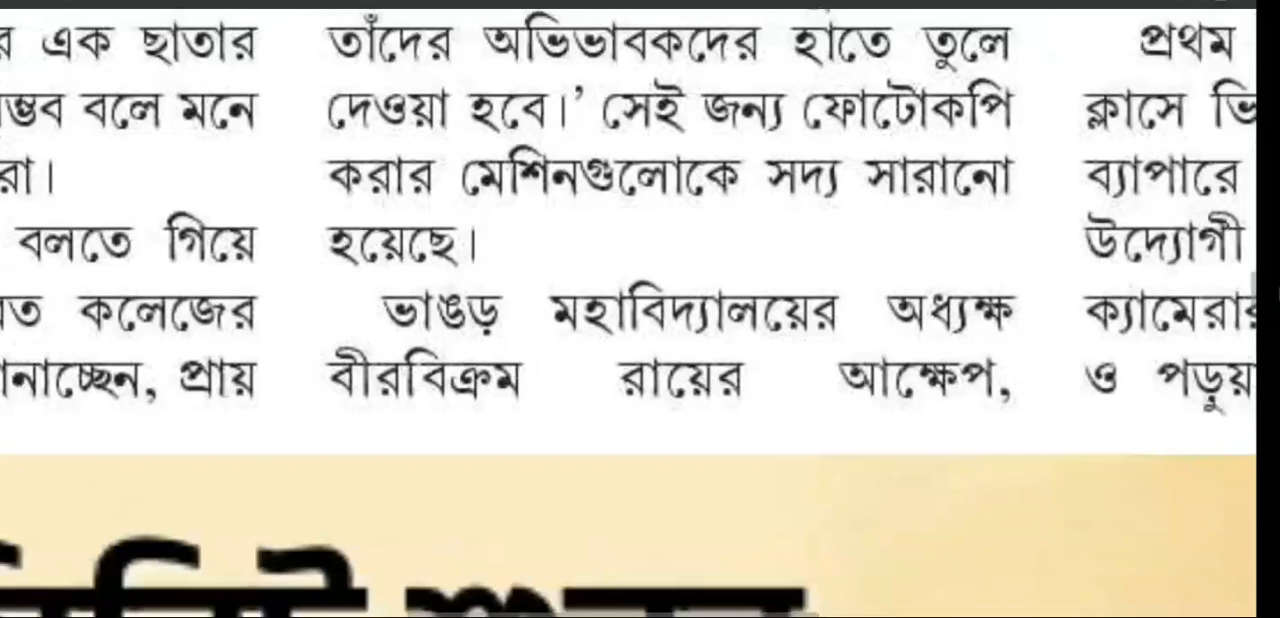 এক ছাতার
বলে মনে
বলতে গিয়ে
কলেজের
প্রায়
তাঁদের অভিভাবকদের হাতে তুলে
দেওয়া হবে।’ সেই জন্য ফোটোকপি
করার মেশিনগুলোকে সদ্য সারানো
হয়েছে।
ভাঙড় মহাবিদ্যালয়ের অধ্যক্ষ
বীরবিক্রম রায়ের আক্ষেপ,
প্রথম
ক্লাসে
ব্যাপারে
উদ্যোগী
ও